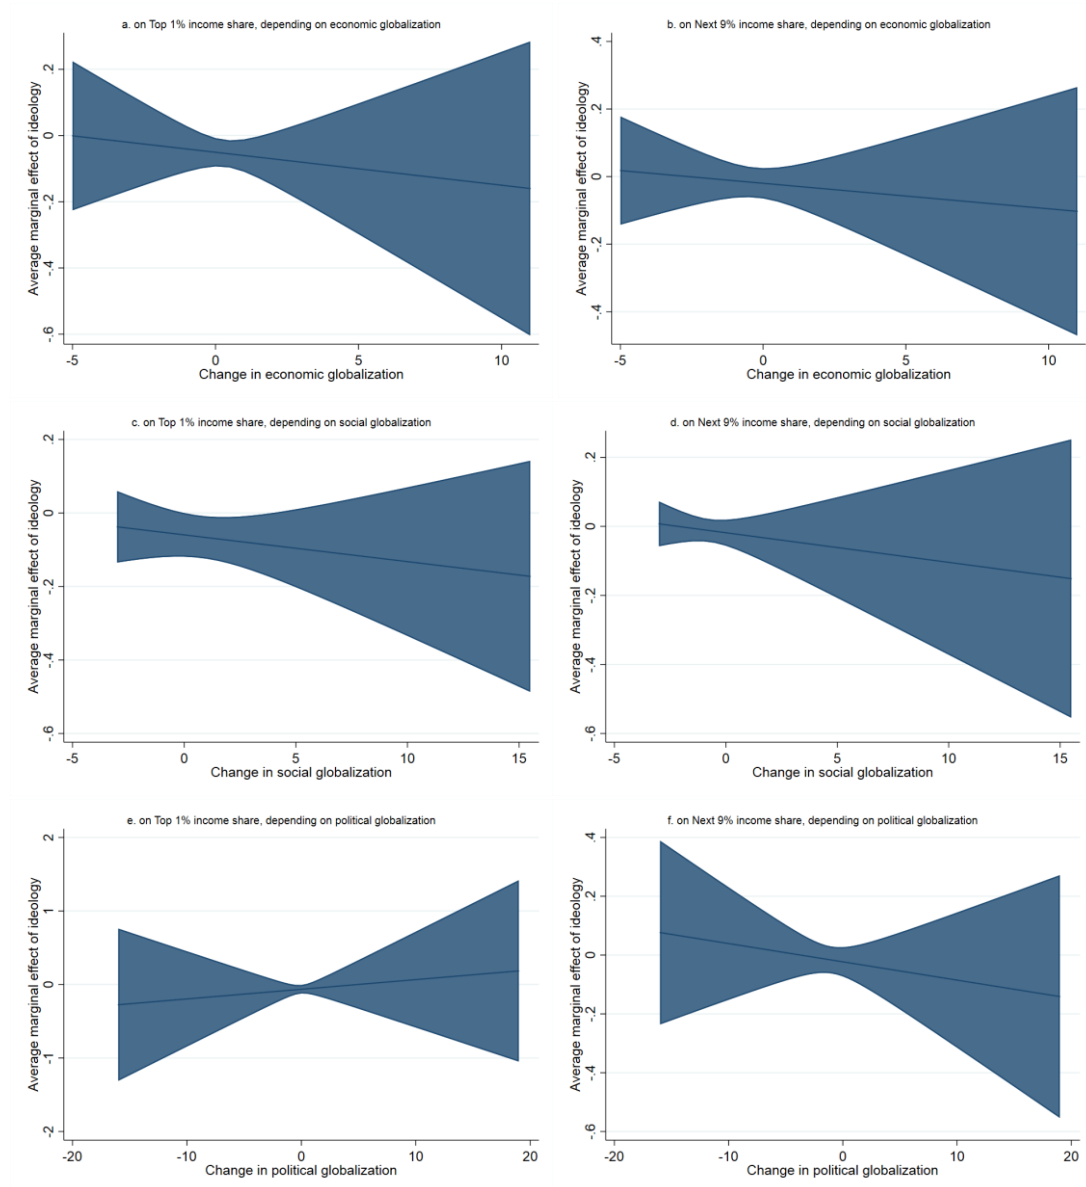 a. on Top 1% income share, depending on economic globalization
Average marginal effect of ideology
.2
0
-.2
-.4
-.6
-5 0 5 10
Change in economic globalization
b. on Next 9% income share, depending on economic globalization
Average marginal effect of ideology
.4
.2
0
-.2
-.4
-5 0 5 10
Change in economic globalization
c. on Top 1% income share, depending on social globalization
Average marginal effect of ideology
.2
0
-.2
-.4
-.6
-5 0 5 10 15
Change in social globalization
d. on Next 9% income share, depending on social globalization
Average marginal effect of ideology
.2
0
-.2
-.4
-.6
-5 0 5 10 15
Change in social globalization
e. on Top 1% income share, depending on political globalization
Average marginal effect of ideology
2
1
0
-1
-2
-20 -10 0 10 20
Change in political globalization
f. on Next 9% income share, depending on political globalization
Average marginal effect of ideology
.4
.2
0
-.2
-.4
-.6
-20 -10 0 10 20
Change in political globalization